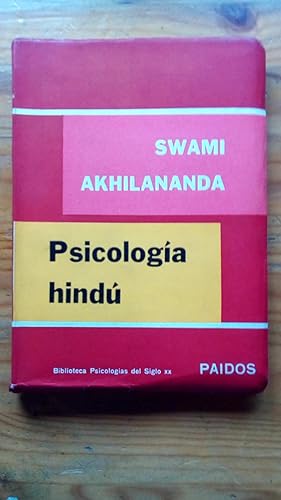 SWAMI
AKHILANANDA
Psicología
hindú
Biblioteca Psicologías del Siglo XX
PAIDOS